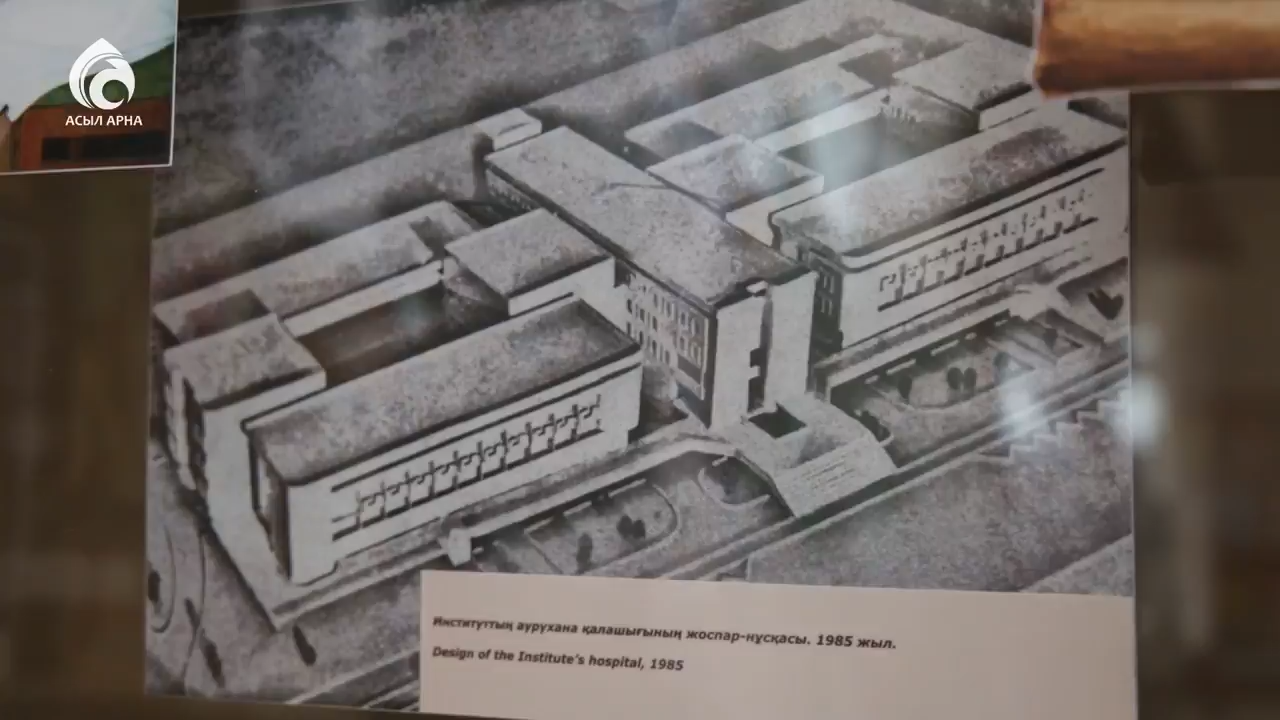 АСЫЛ АРНА
Институттың аурухана қалашығының жоспар-нұсқасы. 1985 жыл.
Design of the Institute's hospital, 1985